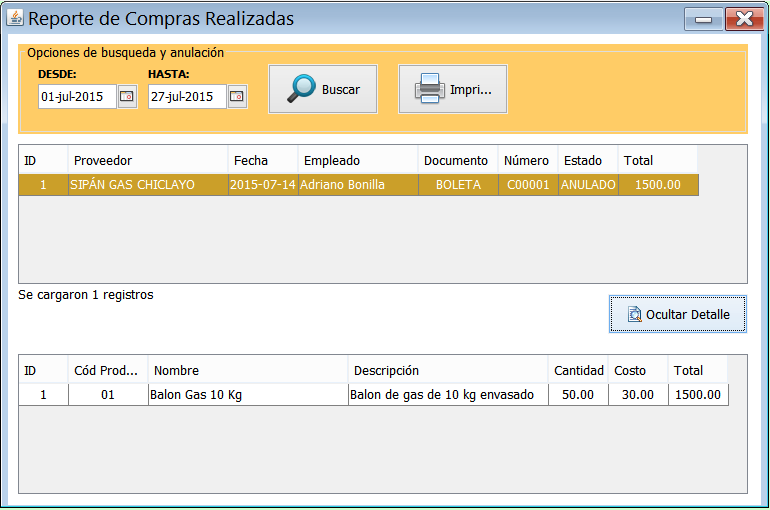 Reporte de Compras Realizadas
Opciones de busqueda y anulación
DESDE: HASTA:
01-jul-2015 27-jul-2015 Buscar Impri...
ID Proveedor Fecha Empleado Documento Número Estado Total
1 SIPÁN GAS CHICLAYO 2015-07-14 Adriano Bonilla BOLETA C00001 ANULADO 1500.00
Se cargaron 1 registros
Ocultar Detalle
ID Cód Prod... Nombre Descripción Cantidad Costo Total
1 01 Balon Gas 10 Kg Balon de gas de 10 kg envasado 50.00 30.00 1500.00